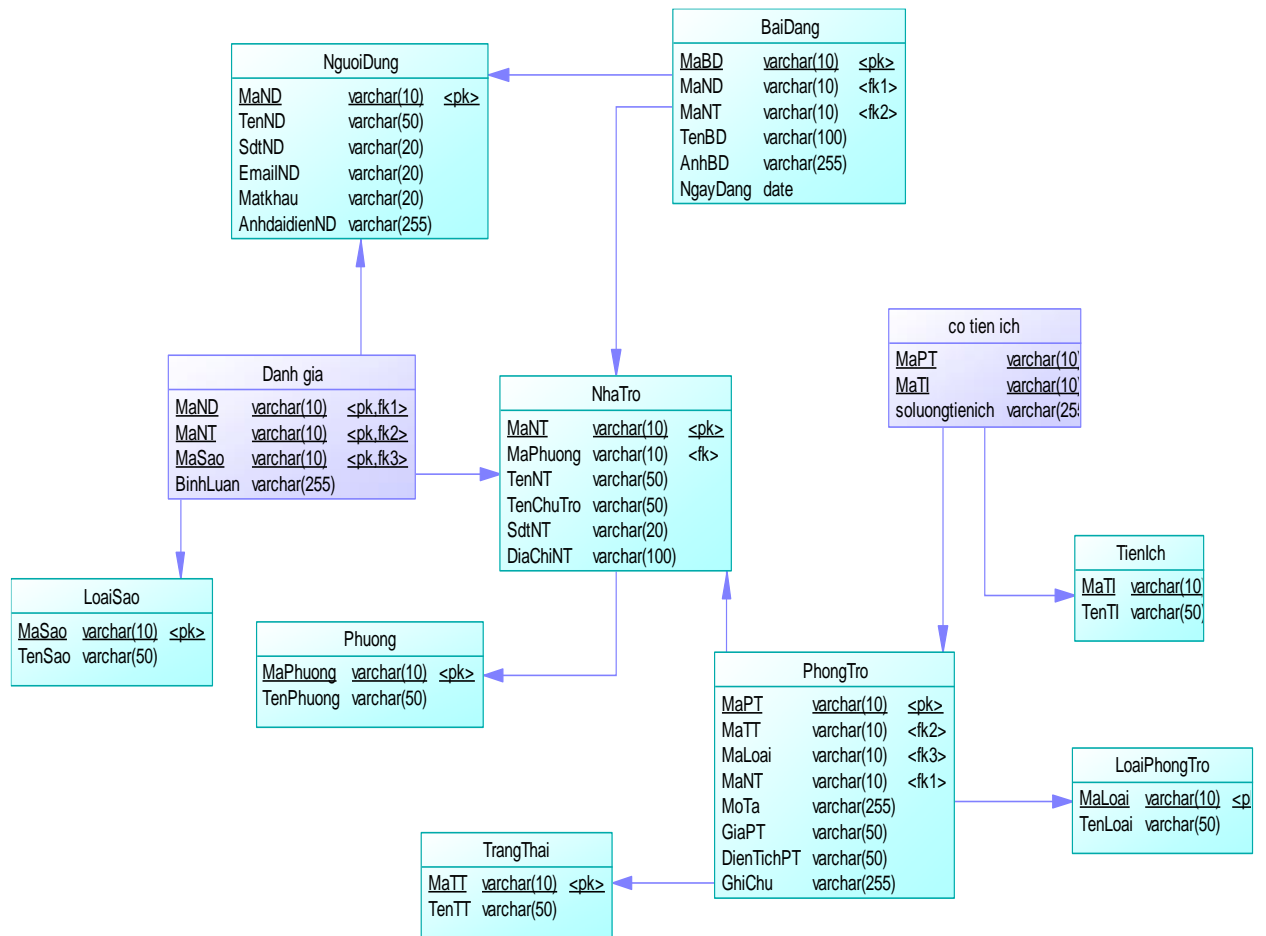 BaiDang
MaBD varchar(10) <pk>
MaND varchar(10) <fk1>
MaNT varchar(10) <fk2>
TenBD varchar(100)
AnhBD varchar(255)
NgayDang date
NguoiDung
MaND varchar(10) <pk>
TenND varchar(50)
SdtND varchar(20)
EmailND varchar(20)
Matkhau varchar(20)
AnhdaidienND varchar(255)
co tien ich
MaPT varchar(10)
MaTI varchar(10)
soluongtienich varchar(25
Danh gia
MaND varchar(10) <pk,fk1>
MaNT varchar(10) <pk,fk2>
MaSao varchar(10) <pk,fk3>
BinhLuan varchar(255)
NhaTro
MaNT varchar(10) <pk>
MaPhuong varchar(10) <fk>
TenNT varchar(50)
TenChuTro varchar(50)
SdtNT varchar(20)
DiaChiNT varchar(100)
TienIch
MaTI varchar(10)
TenTI varchar(50)
LoaiSao
MaSao varchar(10) <pk>
TenSao varchar(50)
Phuong
MaPhuong varchar(10) <pk>
TenPhuong varchar(50)
PhongTro
MaPT varchar(10) <pk>
MaTT varchar(10) <fk2>
MaLoai varchar(10) <fk3>
MaNT varchar(10) <fk1>
MoTa varchar(255)
GiaPT varchar(50)
DienTichPT varchar(50)
GhiChu varchar(255)
LoaiPhongTro
MaLoai varchar(10) <p
TenLoai varchar(50)
TrangThai
MaTT varchar(10) <pk>
TenTT varchar(50)